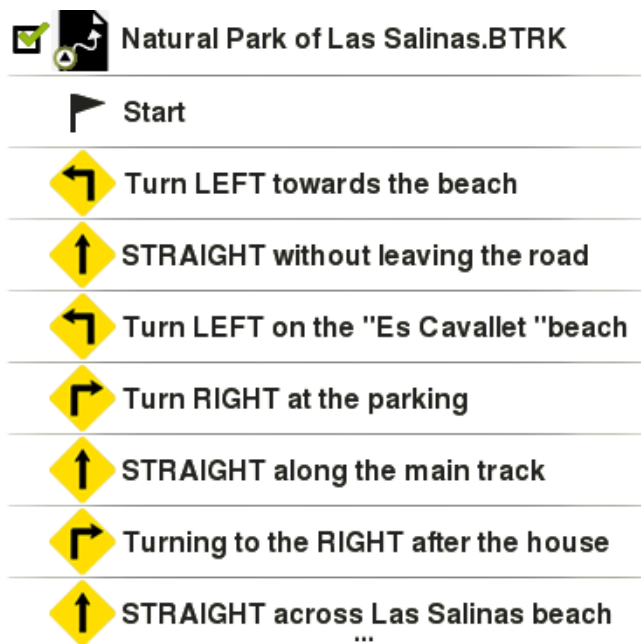 Natural Park of Las Salinas.BTRK
Start
Turn LEFT towards the beach
STRAIGHT without leaving the road
Turn LEFT on the "Es Cavallet "beach
Turn RIGHT at the parking
STRAIGHT along the main track
Turning to the RIGHT after the house
STRAIGHT across Las Salinas beach
...